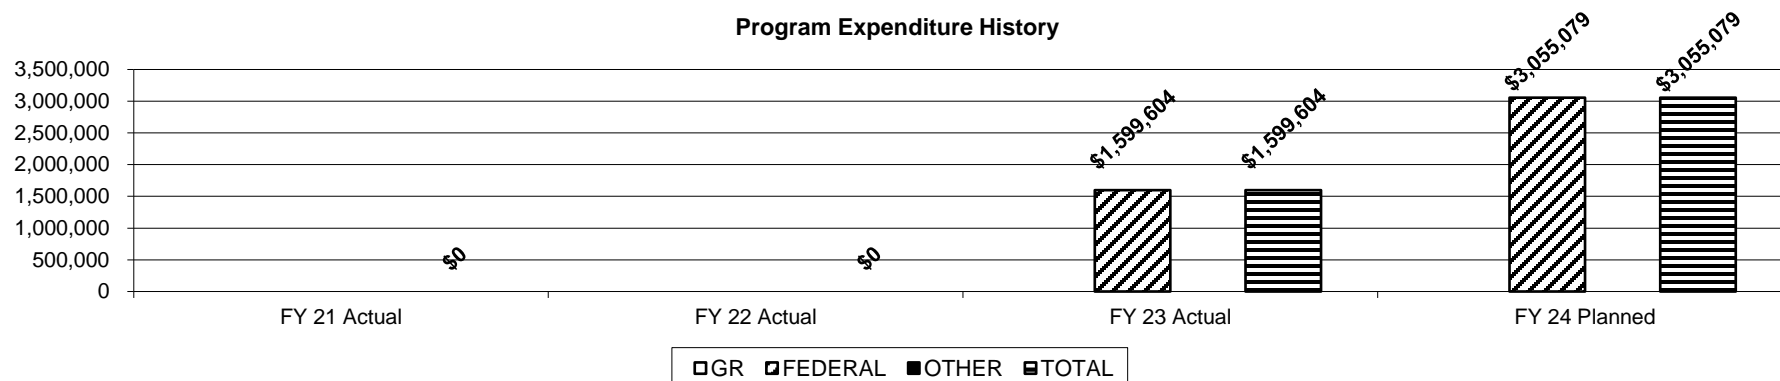 Program Expenditure History
3,500,000
3,000,000
2,500,000
2,000,000
1,500,000
1,000,000
500,000
0
$0
$0
$1,599,604
$1,599,604
$3,055,079
$3,055,079
FY 21 Actual
FY 22 Actual
FY 23 Actual
FY 24 Planned
GR FEDERAL OTHER TOTAL